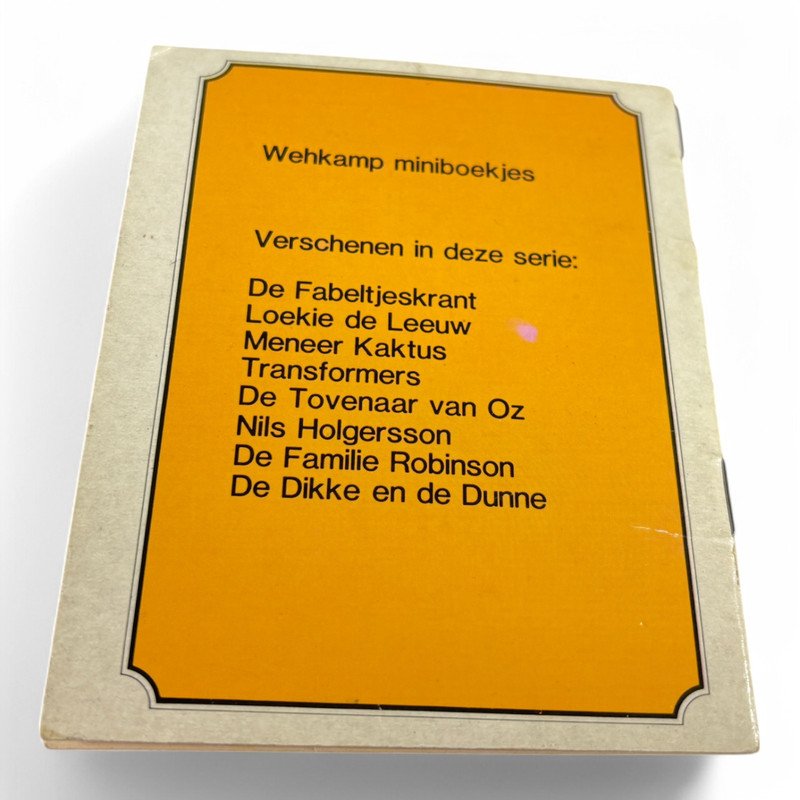 Wehkamp miniboekjes
Verschenen in deze serie:
De Fabeltjeskrant
Loekie de Leeuw
Meneer Kaktus
Transformers
De Tovenaar van Oz
Nils Holgersson
De Familie Robinson
De Dikke en de Dunne